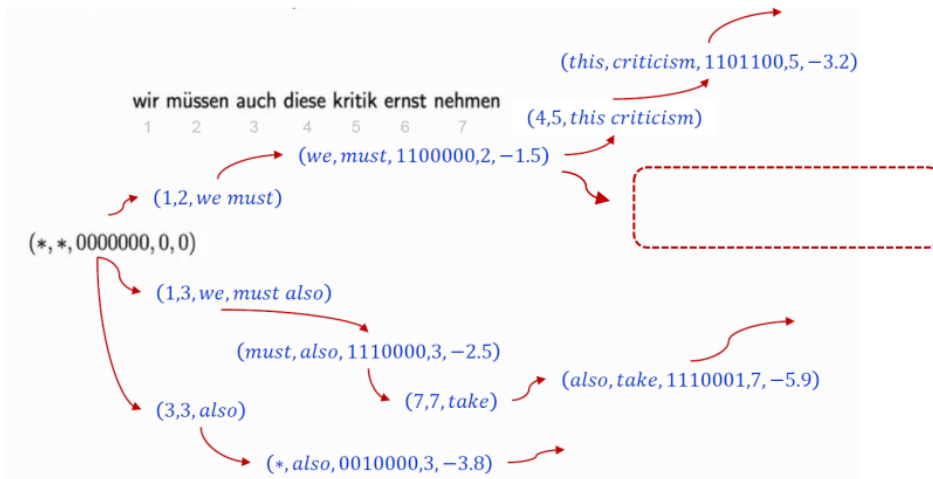 (this, criticism, 1101100,5, −3.2)
wir müssen auch diese kritik ernst nehmen
1 2 3 4 5 6 7
(4,5, this criticism)
(we, must, 1100000,2, −1.5)
(1,2, we must)
(∗, ∗, 0000000, 0, 0)
(1,3, we, must also)
(must, also, 1110000,3, −2.5)
(also, take, 1110001,7, −5.9)
(7,7, take)
(3,3, also)
(∗, also, 0010000,3, −3.8)